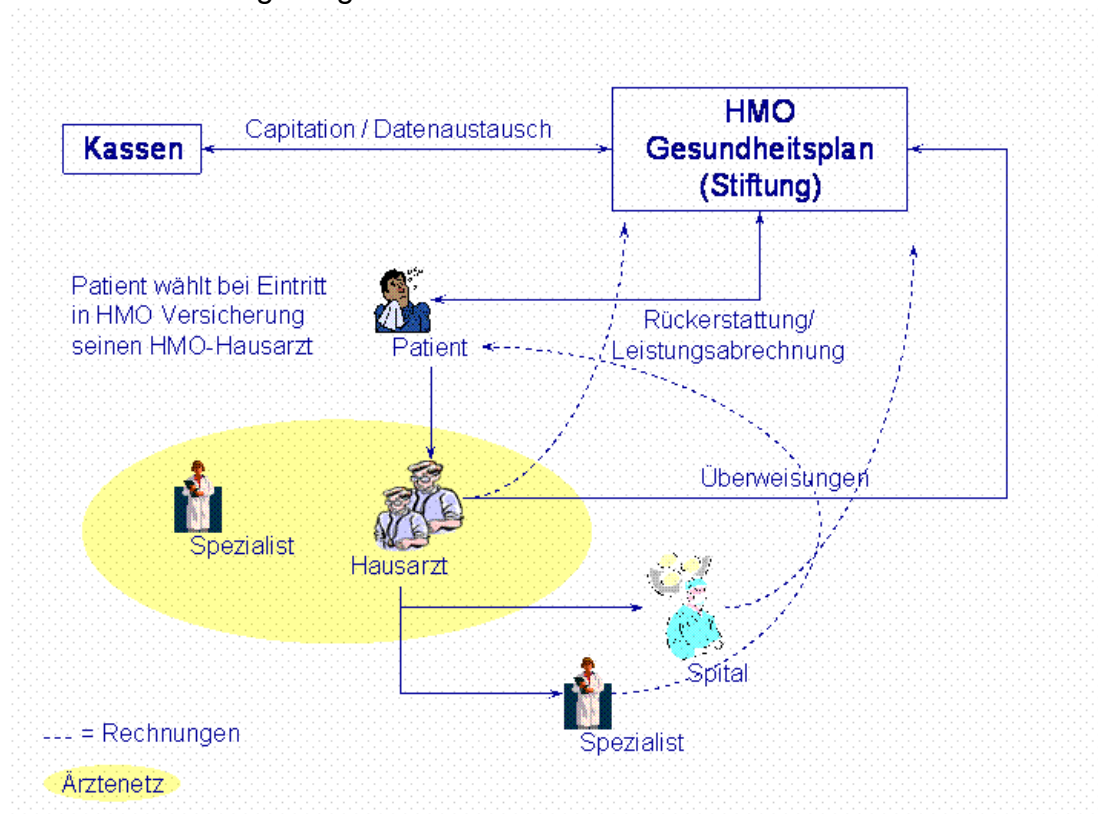 Capitation / Datenaustausch
Kassen
HMO
Gesundheitsplan
(Stiftung)
Patient wählt bei Eintritt
in HMO Versicherung
seinen HMO-Hausarzt
Patient
Rückerstattung/
Leistungsabrechnung
Überweisungen
Spezialist
Hausarzt
Spital
Spezialist
--- = Rechnungen
Ärztenetz